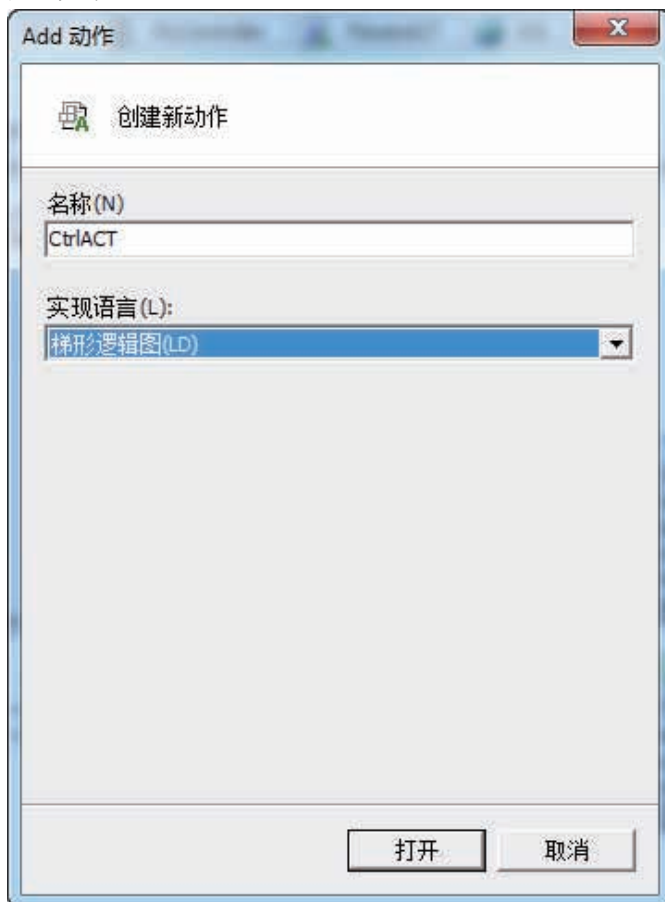 Add 动作
创建新动作
名称(N)
CtrlACT
实现语言(L):
梯形逻辑图(LD)
打开 取消